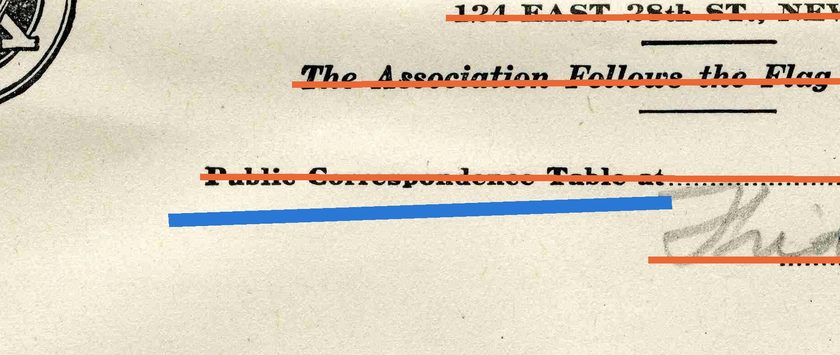 124 EAST 28th ST., NEW
The Association Follows the Flag
Public Correspondence Table at